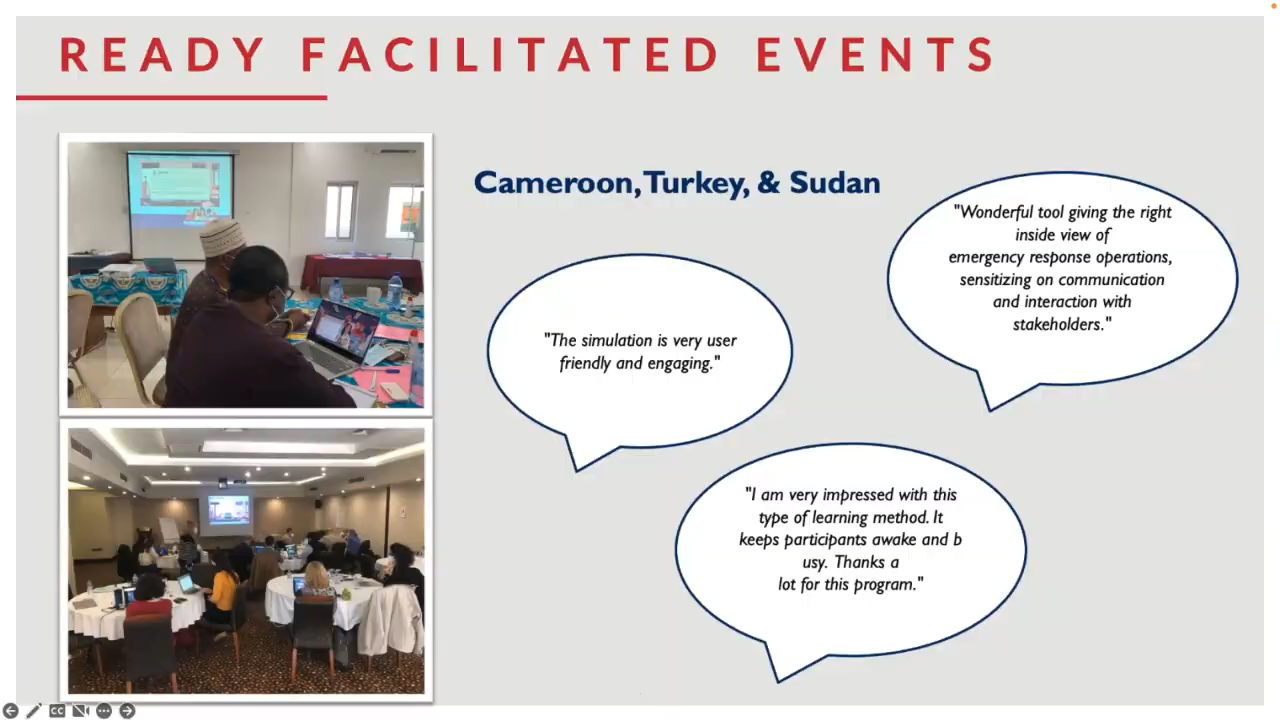 READY FACILITATED EVENTS
Cameroon, Turkey, & Sudan
"Wonderful tool giving the right
inside view of
emergency response operations,
sensitizing on communication
and interaction with
stakeholders."
"The simulation is very user
friendly and engaging."
"I am very impressed with this
type of learning method. It
keeps participants awake and b
usy. Thanks a
lot for this program."
CC